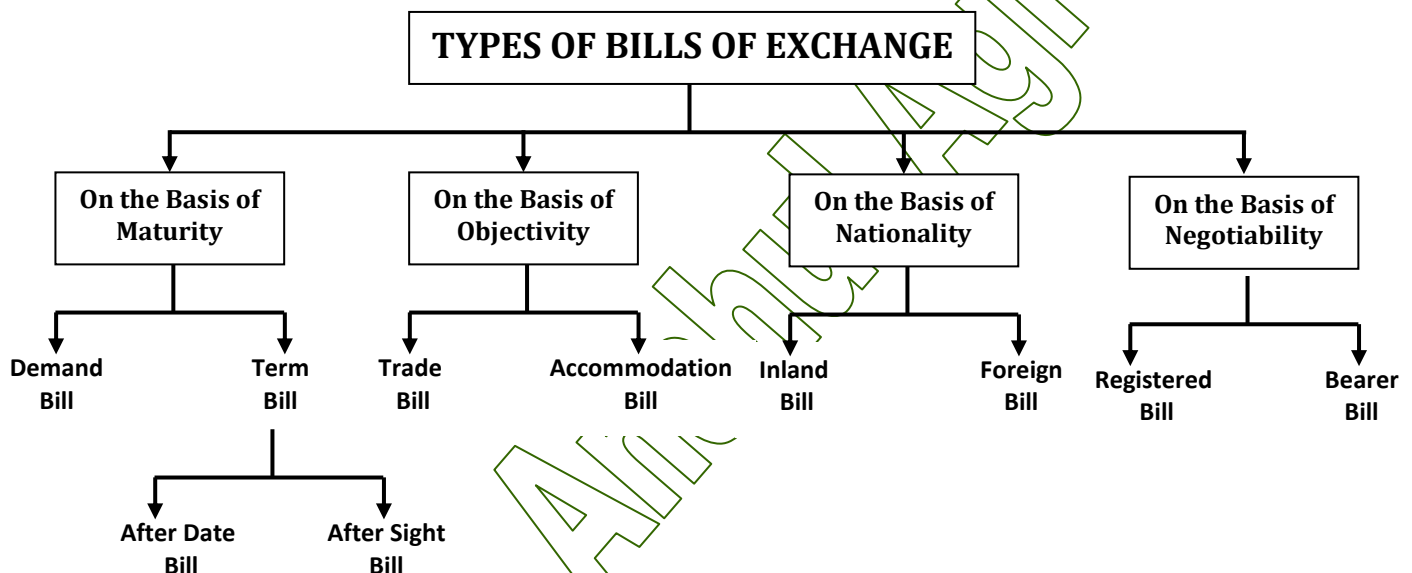 TYPES OF BILLS OF EXCHANGE
On the Basis of
Maturity
On the Basis of
Objectivity
On the Basis of
Nationality
On the Basis of
Negotiability
Demand
Bill
Term
Bill
Trade
Bill
Accommodation
Bill
Inland
Bill
Foreign
Bill
Registered
Bill
Bearer
Bill
After Date
Bill
After Sight
Bill